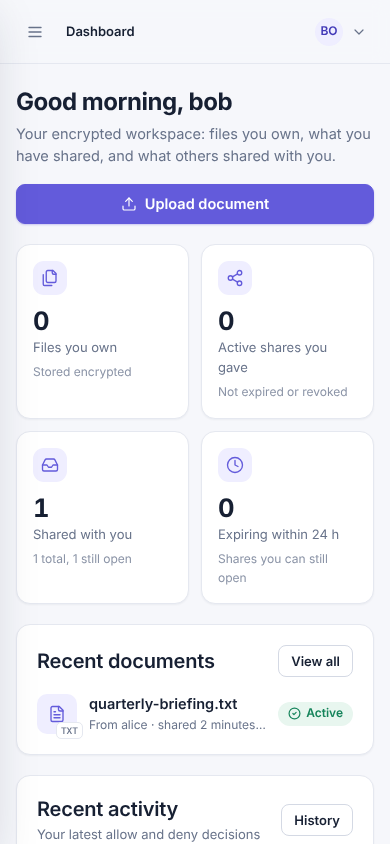 Dashboard
BO
Good morning, bob
Your encrypted workspace: files you own, what you
have shared, and what others shared with you.
Upload document
0
Files you own
Stored encrypted
0
Active shares you
gave
Not expired or revoked
1
Shared with you
1 total, 1 still open
0
Expiring within 24 h
Shares you can still
open
Recent documents
View all
TXT
quarterly-briefing.txt
From alice · shared 2 minutes...
Active
Recent activity
Your latest allow and deny decisions
History